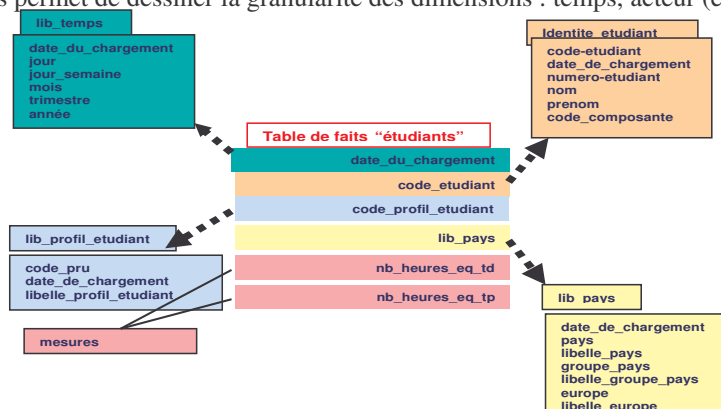 s permet de dessiner la granularité des dimensions : temps, acteur (e
lib_temps
date_du_chargement
jour
jour_semaine
mois
trimestre
année
Identite_etudiant
code-etudiant
date_de_chargement
numero-etudiant
nom
prenom
code_composante
Table de faits “étudiants”
date_du_chargement
code_etudiant
code_profil_etudiant
lib_pays
nb_heures_eq_td
nb_heures_eq_tp
lib_profil_etudiant
code_pru
date_de_chargement
libelle_profil_etudiant
mesures
lib_pays
date_de_chargement
pays
libelle_pays
groupe_pays
libelle_groupe_pays
europe
libelle_europe